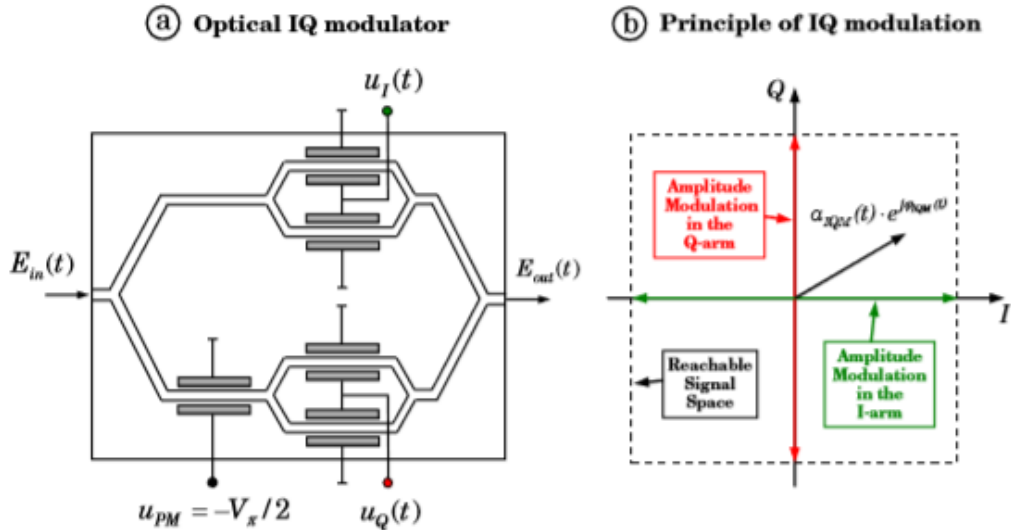 ⓐ Optical IQ modulator
u_I(t)
E_in(t)
E_out(t)
u_PM = –V_π/2
u_Q(t)
ⓑ Principle of IQ modulation
Q
Amplitude
Modulation
in the
Q-arm
a_IQM(t) · e^jφ_IQM(t)
I
Reachable
Signal
Space
Amplitude
Modulation
in the
I-arm